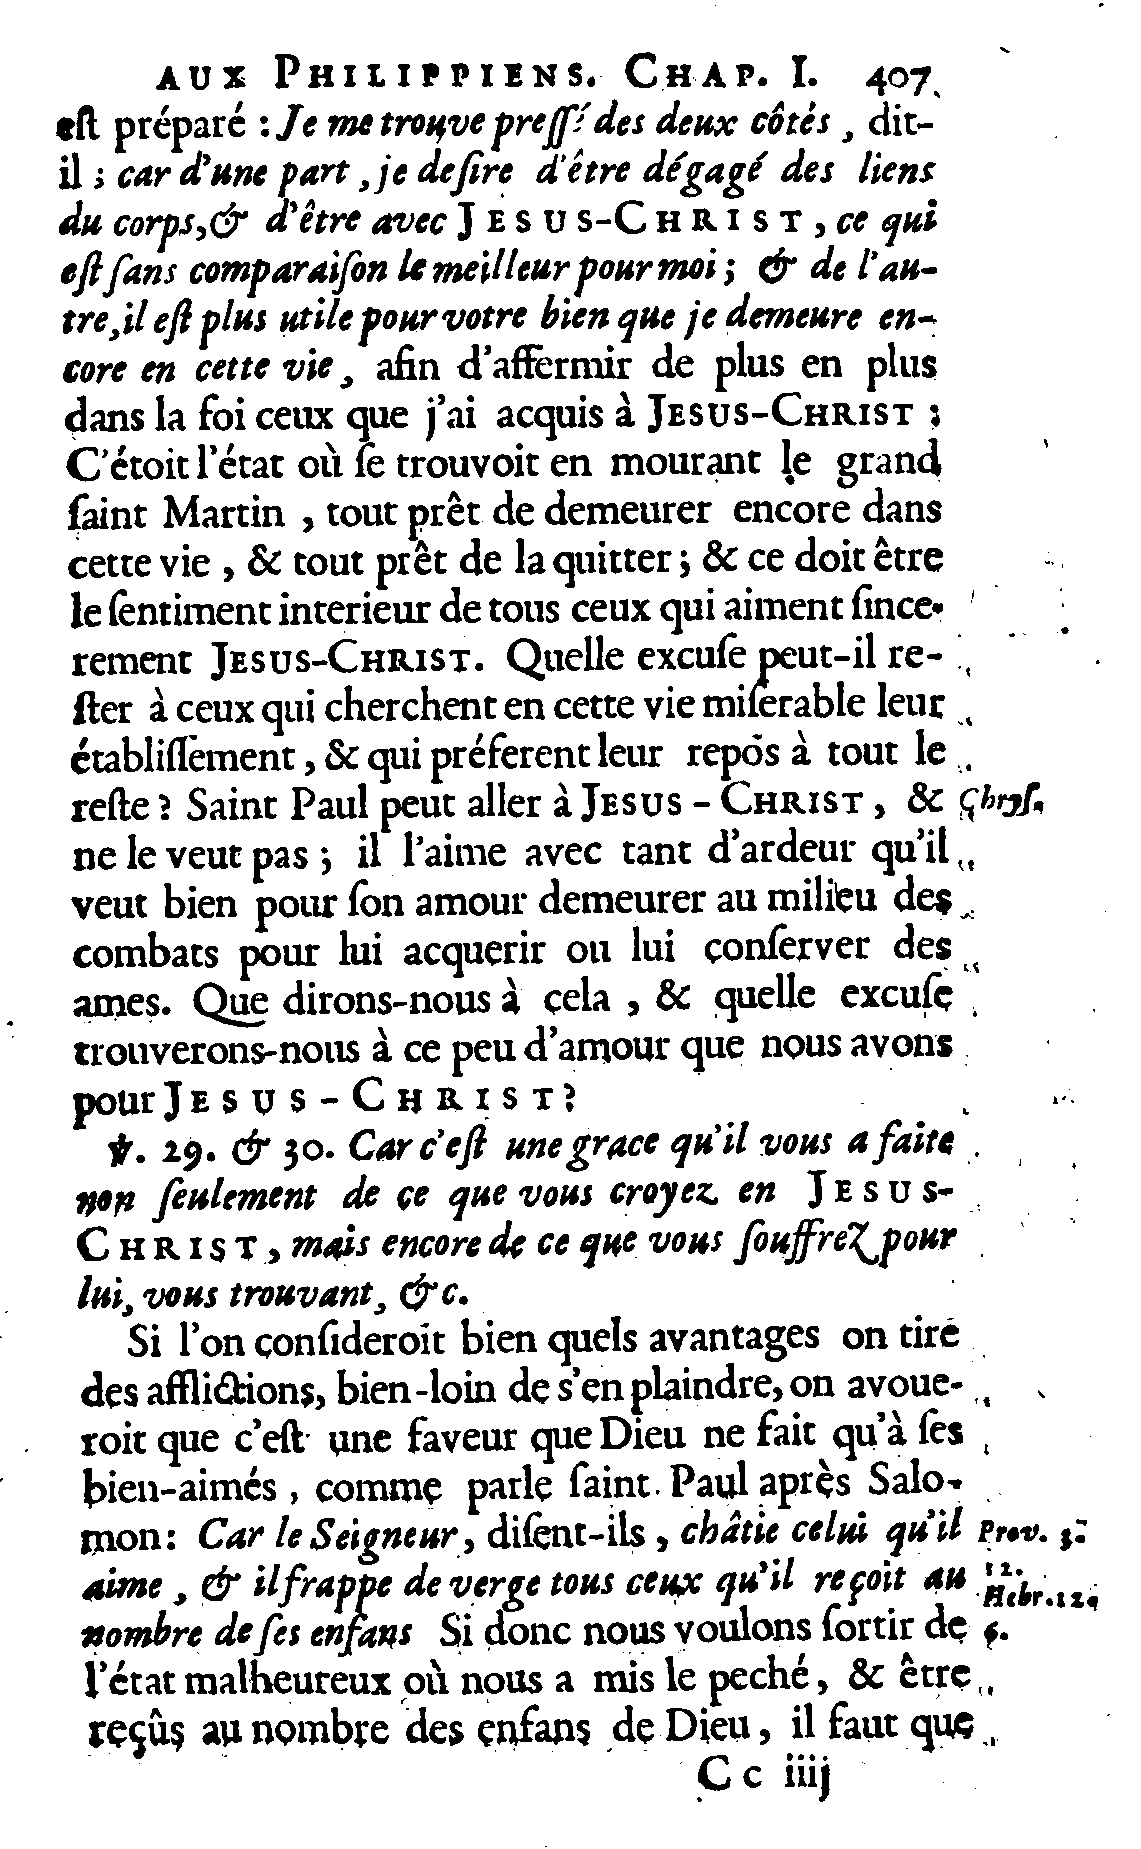 AUX PHILIPPIENS. CHAP. I. 407
eſt préparé : Je me trouve preſſé des deux côtés, dit-
il ; car d'une part, je deſire d'être dégagé des liens
du corps, & d'être avec JESUS-CHRIST, ce qui
eſt ſans comparaiſon le meilleur pour moi ; & de l'au-
tre, il eſt plus utile pour votre bien que je demeure en-
core en cette vie, afin d'affermir de plus en plus
dans la foi ceux que j'ai acquis à JESUS-CHRIST ;
C'étoit l'état où ſe trouvoit en mourant le grand
ſaint Martin, tout prêt de demeurer encore dans
cette vie, & tout prêt de la quitter ; & ce doit être
le ſentiment interieur de tous ceux qui aiment ſince-
rement JESUS-CHRIST. Quelle excuſe peut-il re-
ſter à ceux qui cherchent en cette vie miſerable leur
établiſſement, & qui préferent leur repos à tout le
reſte ? Saint Paul peut aller à JESUS-CHRIST, &
Chryſ.
ne le veut pas ; il l'aime avec tant d'ardeur qu'il
veut bien pour ſon amour demeurer au milieu des
combats pour lui acquerir ou lui conſerver des
ames. Que dirons-nous à cela, & quelle excuſe
trouverons-nous à ce peu d'amour que nous avons
pour JESUS-CHRIST ?
℣. 29. & 30. Car c'eſt une grace qu'il vous a faite
non ſeulement de ce que vous croyez en JESUS-
CHRIST, mais encore de ce que vous ſouffrez pour
lui, vous trouvant, &c.
Si l'on conſideroit bien quels avantages on tire
des afflictions, bien-loin de s'en plaindre, on avoue-
roit que c'eſt une faveur que Dieu ne fait qu'à ſes
bien-aimés, comme parle ſaint Paul après Salo-
mon : Car le Seigneur, diſent-ils, châtie celui qu'il
Prov. 3.
aime, & il frappe de verge tous ceux qu'il reçoit au
12.
Hebr. 12.
nombre de ſes enfans Si donc nous voulons ſortir de
6.
l'état malheureux où nous a mis le peché, & être
reçûs au nombre des enfans de Dieu, il faut que
C c iiij